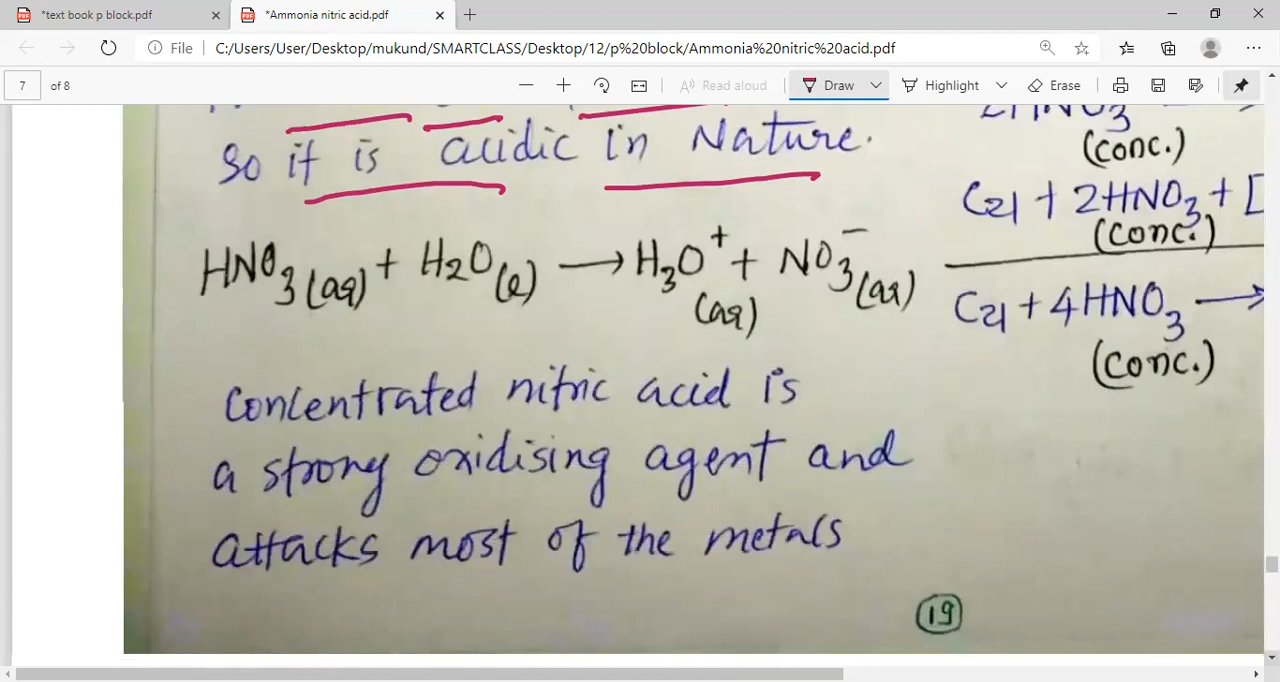 *text book p block.pdf
*Ammonia nitric acid.pdf
File
C:/Users/User/Desktop/mukund/SMARTCLASS/Desktop/12/p%20block/Ammonia%20nitric%20acid.pdf
7 of 8
Read aloud
Draw
Highlight
Erase
So it is acidic in Nature.
HNO3(aq) + H2O(l) ⟶ H3O+(aq) + NO3−(aq)
Concentrated nitric acid is
a strong oxidising agent and
attacks most of the metals
19
2HNO3
(conc.)
+ 2HNO3 + [
(conc.)
+ 4HNO3 ⟶
(conc.)